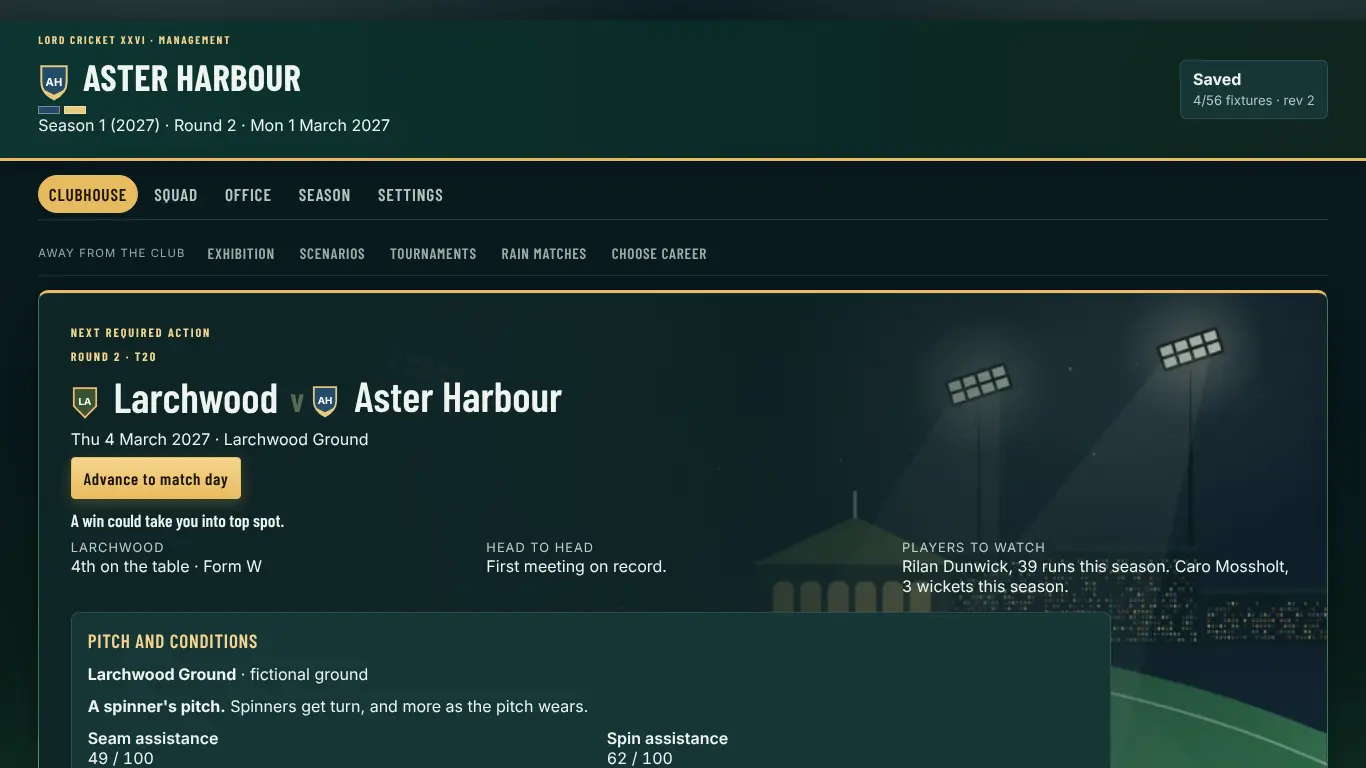 LORD CRICKET XXVI · MANAGEMENT
AH ASTER HARBOUR
Season 1 (2027) · Round 2 · Mon 1 March 2027
Saved
4/56 fixtures · rev 2
CLUBHOUSE SQUAD OFFICE SEASON SETTINGS
AWAY FROM THE CLUB EXHIBITION SCENARIOS TOURNAMENTS RAIN MATCHES CHOOSE CAREER
NEXT REQUIRED ACTION
ROUND 2 · T20
LA Larchwood v AH Aster Harbour
Thu 4 March 2027 · Larchwood Ground
Advance to match day
A win could take you into top spot.
LARCHWOOD
4th on the table · Form W
HEAD TO HEAD
First meeting on record.
PLAYERS TO WATCH
Rilan Dunwick, 39 runs this season. Caro Mossholt,
3 wickets this season.
PITCH AND CONDITIONS
Larchwood Ground · fictional ground
A spinner's pitch. Spinners get turn, and more as the pitch wears.
Seam assistance
49 / 100
Spin assistance
62 / 100